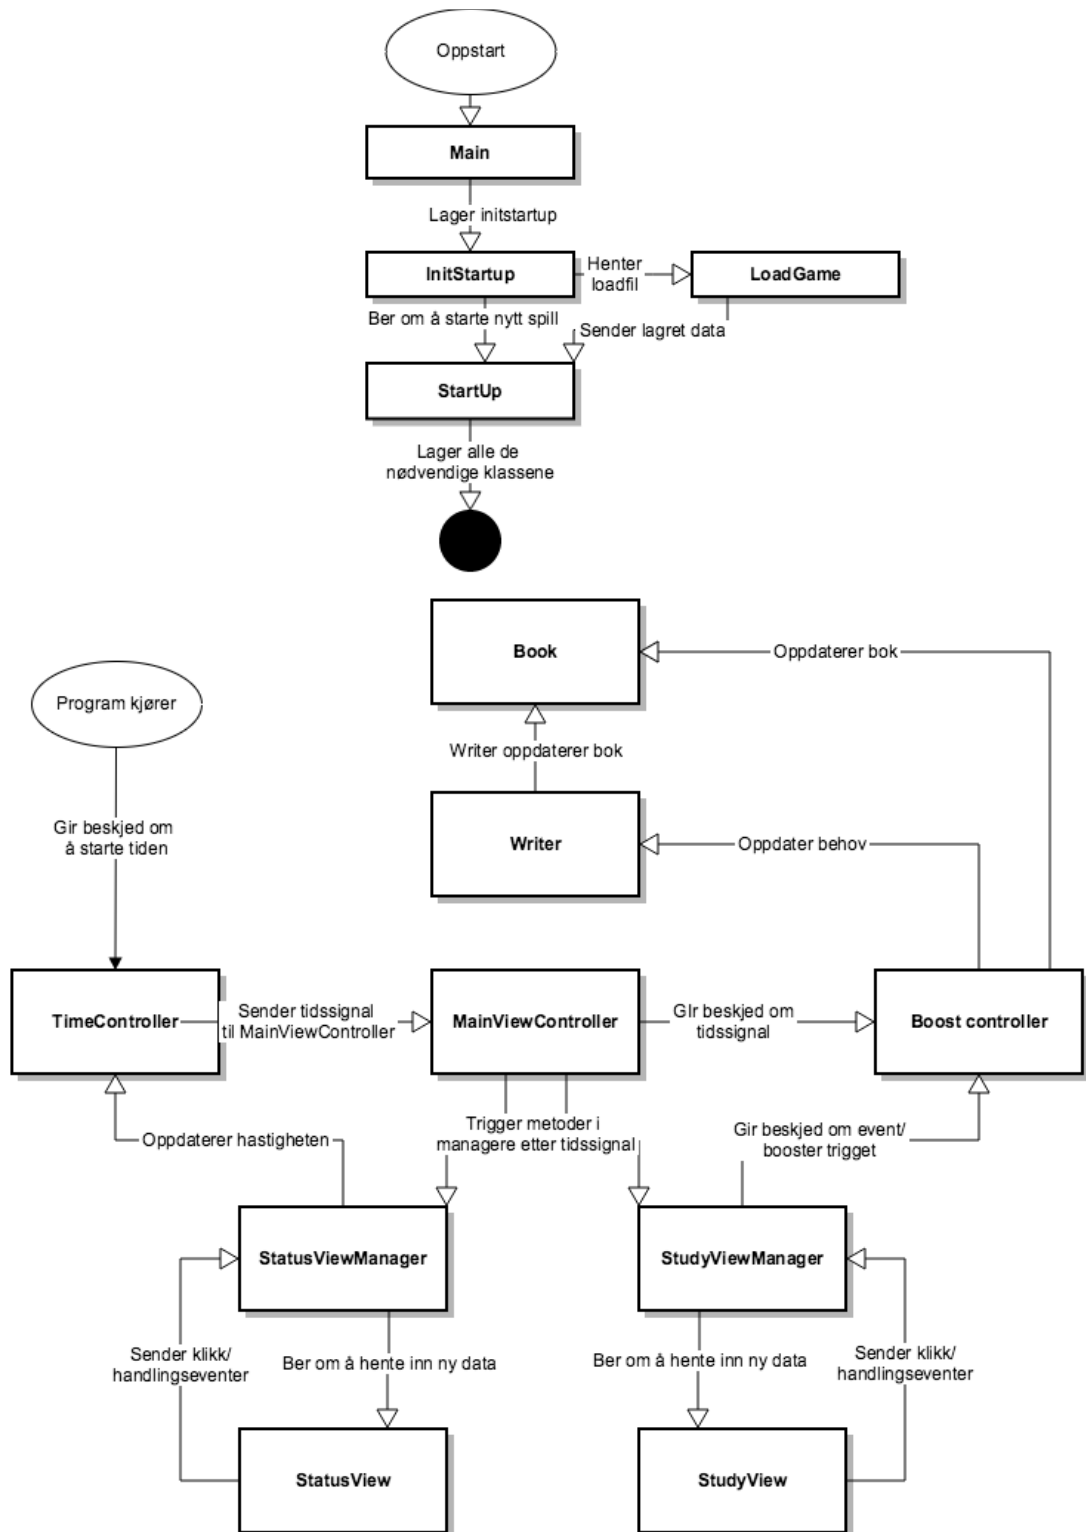 Oppstart
Main
Lager initstartup
InitStartup
Henter
loadfil
LoadGame
Ber om å starte nytt spill
Sender lagret data
StartUp
Lager alle de
nødvendige klassene
Book
Oppdaterer bok
Program kjører
Writer oppdaterer bok
Gir beskjed om
å starte tiden
Writer
Oppdater behov
TimeController
Sender tidssignal
til MainViewController
MainViewController
GIr beskjed om
tidssignal
Boost controller
Oppdaterer hastigheten
Trigger metoder i
managere etter tidssignal
Gir beskjed om event/
booster trigget
StatusViewManager
StudyViewManager
Sender klikk/
handlingseventer
Ber om å hente inn ny data
Ber om å hente inn ny data
Sender klikk/
handlingseventer
StatusView
StudyView